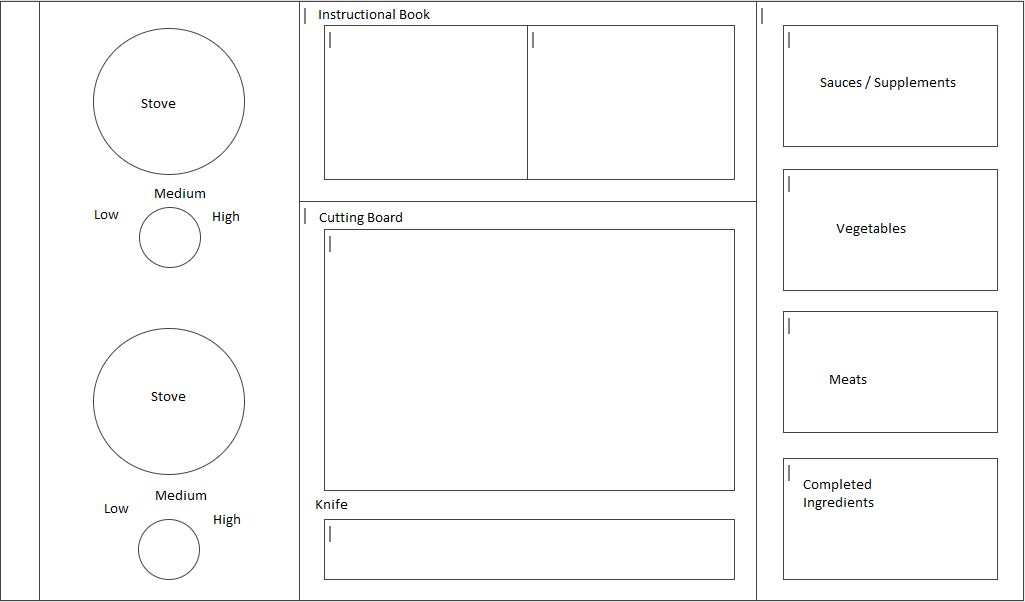 Stove
Medium
Low
High
Stove
Medium
Low
High
Instructional Book
Cutting Board
Knife
Sauces / Supplements
Vegetables
Meats
Completed
Ingredients